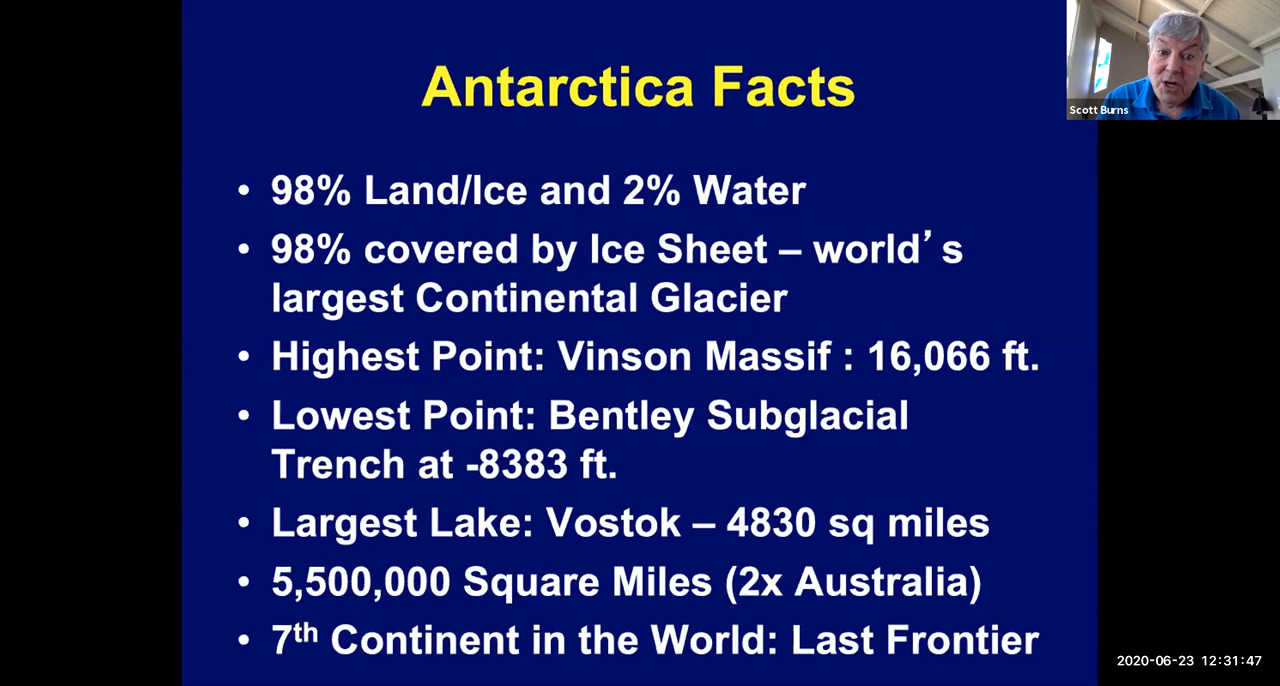 Antarctica Facts
Scott Burns
• 98% Land/Ice and 2% Water
• 98% covered by Ice Sheet – world's
largest Continental Glacier
• Highest Point: Vinson Massif : 16,066 ft.
• Lowest Point: Bentley Subglacial
Trench at -8383 ft.
• Largest Lake: Vostok – 4830 sq miles
• 5,500,000 Square Miles (2x Australia)
• 7th Continent in the World: Last Frontier
2020-06-23 12:31:47